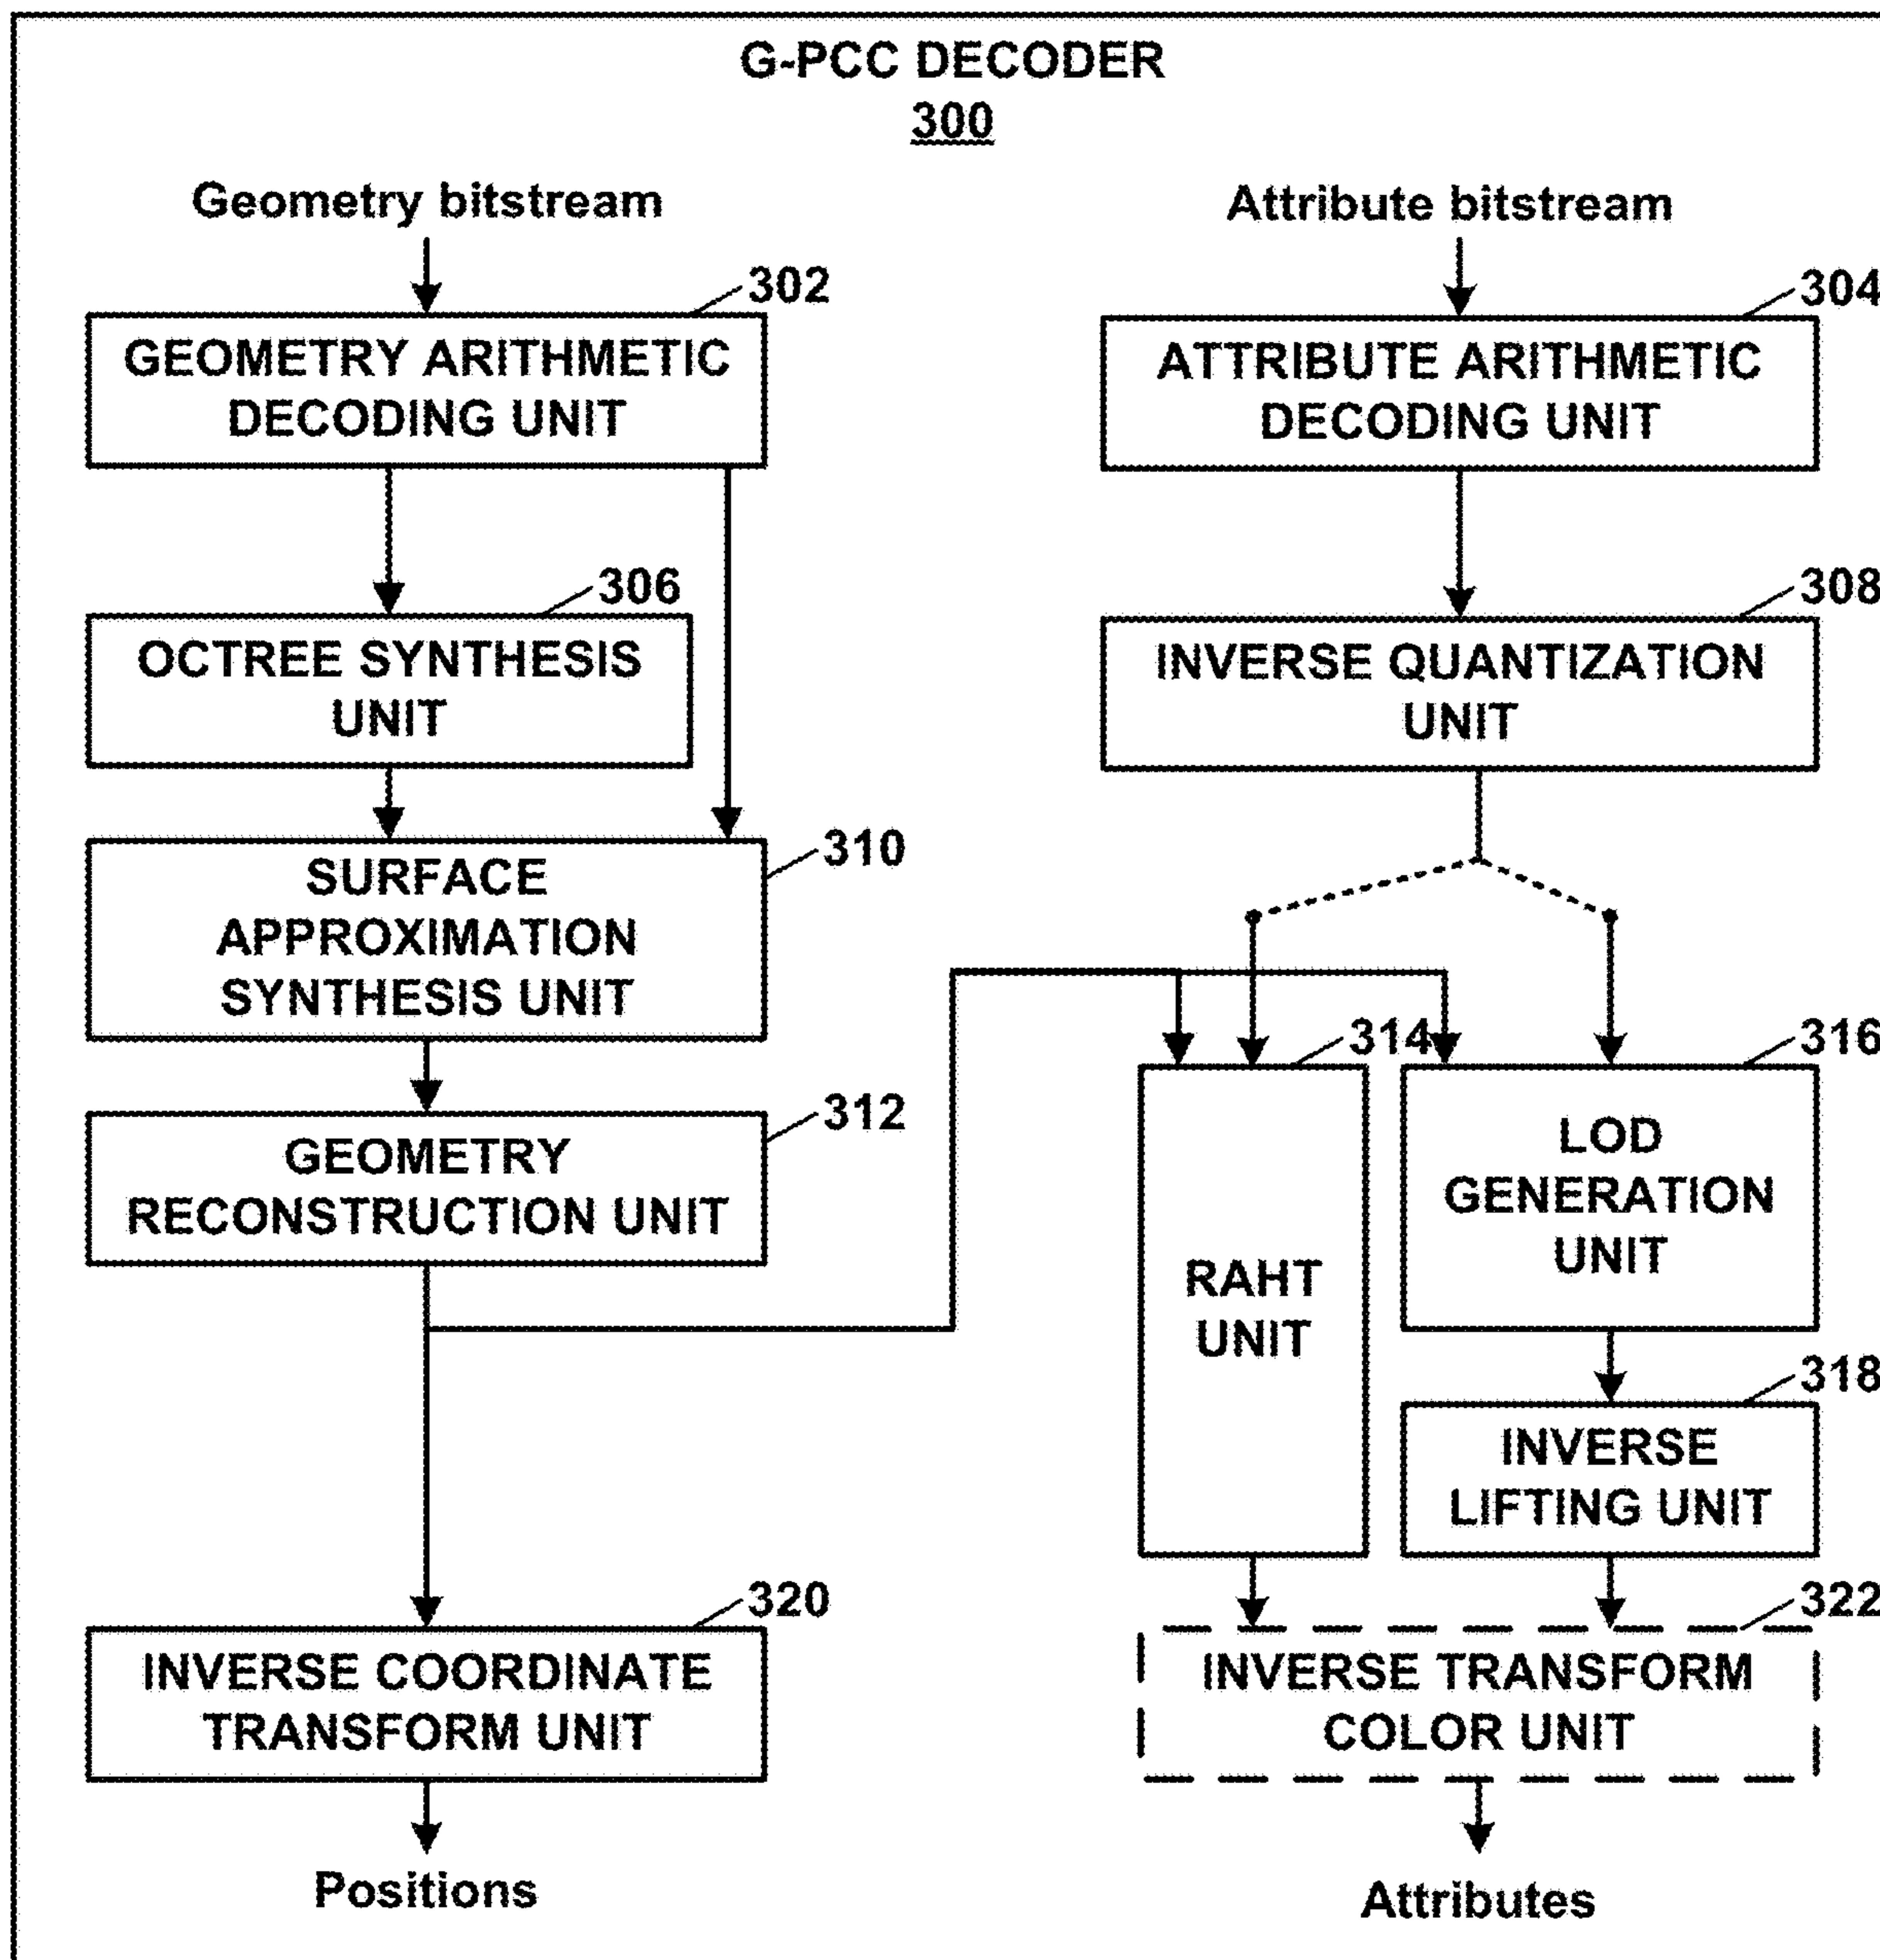 G-PCC DECODER
300
Geometry bitstream
Attribute bitstream
302
304
GEOMETRY ARITHMETIC
DECODING UNIT
ATTRIBUTE ARITHMETIC
DECODING UNIT
306
308
OCTREE SYNTHESIS
UNIT
INVERSE QUANTIZATION
UNIT
310
SURFACE
APPROXIMATION
SYNTHESIS UNIT
314
316
312
GEOMETRY
RECONSTRUCTION UNIT
RAHT
UNIT
LOD
GENERATION
UNIT
318
INVERSE
LIFTING UNIT
320
322
INVERSE COORDINATE
TRANSFORM UNIT
INVERSE TRANSFORM
COLOR UNIT
Positions
Attributes